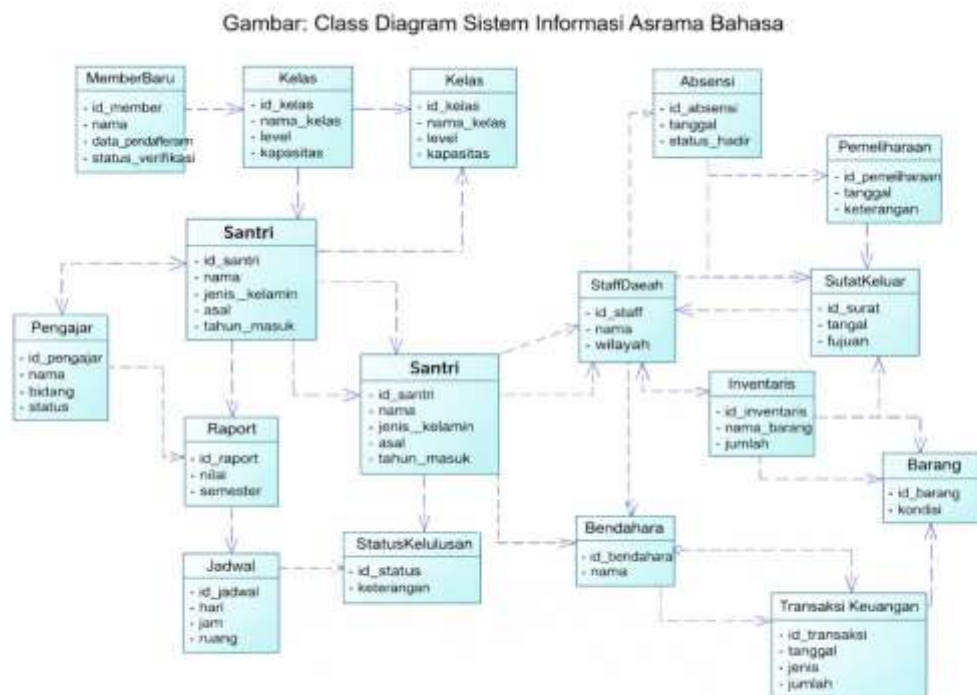 Gambar: Class Diagram Sistem Informasi Asrama Bahasa
MemberBaru
- id_member
- nama
- data_pendafteram
- status_verifikasi
Kelas
- id_kelas
- nama_kelas
- level
- kapasitas
Kelas
- id_kelas
- nama_kelas
- level
- kapasitas
Absensi
- id_absensi
- tanggal
- status_hadir
Pemeliharaan
- id_pemeliharaan
- tanggal
- keterangan
Santri
- id_santri
- nama
- jenis_kelamin
- asal
- tahun_masuk
Pengajar
- id_pengajar
- nama
- bidang
- status
Santri
- id_santri
- nama
- jenis_kelamin
- asal
- tahun_masuk
StaffDaeah
- id_staff
- nama
- wilayah
SutatKeluar
- id_surat
- tangal
- fujuan
Inventaris
- id_inventaris
- nama_barang
- jumlah
Raport
- id_raport
- nilai
- semester
Barang
- id_barang
- kondisi
Jadwal
- id_jadwal
- hari
- jam
- ruang
StatusKelulusan
- id_status
- keterangan
Bendahara
- id_bendahara
- nama
Transaksi Keuangan
- id_transaksi
- tanggal
- jenis
- jumlah